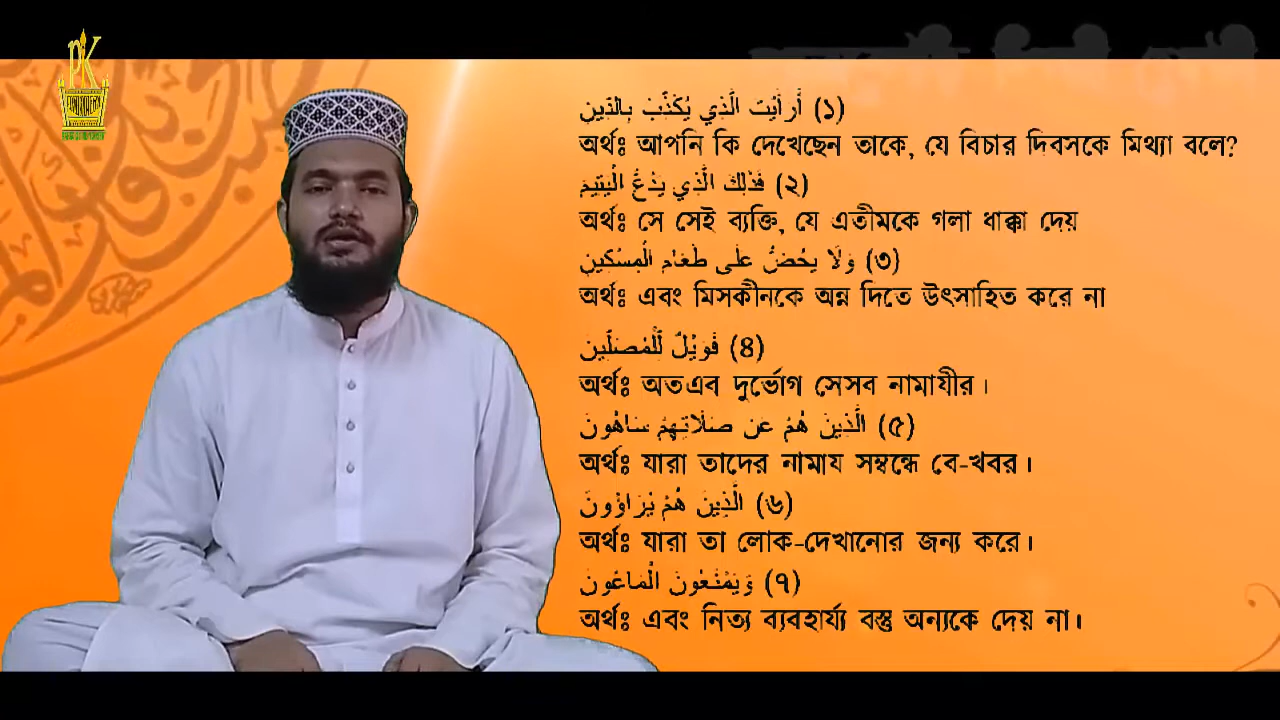 أَرَأَيْتَ الَّذِي يُكَذِّبُ بِالدِّينِ (১)
অর্থঃ আপনি কি দেখেছেন তাকে, যে বিচার দিবসকে মিথ্যা বলে?
فَذَٰلِكَ الَّذِي يَدُعُّ الْيَتِيمَ (২)
অর্থঃ সে সেই ব্যক্তি, যে এতীমকে গলা ধাক্কা দেয়
وَلَا يَحُضُّ عَلَى طَعَامِ الْمِسْكِينِ (৩)
অর্থঃ এবং মিসকীনকে অন্ন দিতে উৎসাহিত করে না
فَوَيْلٌ لِّلْمُصَلِّينَ (৪)
অর্থঃ অতএব দুর্ভোগ সেসব নামাযীর।
الَّذِينَ هُمْ عَن صَلَاتِهِمْ سَاهُونَ (৫)
অর্থঃ যারা তাদের নামায সম্বন্ধে বে-খবর।
الَّذِينَ هُمْ يُرَاؤُونَ (৬)
অর্থঃ যারা তা লোক-দেখানোর জন্য করে।
وَيَمْنَعُونَ الْمَاعُونَ (৭)
অর্থঃ এবং নিত্য ব্যবহার্য্য বস্তু অন্যকে দেয় না।